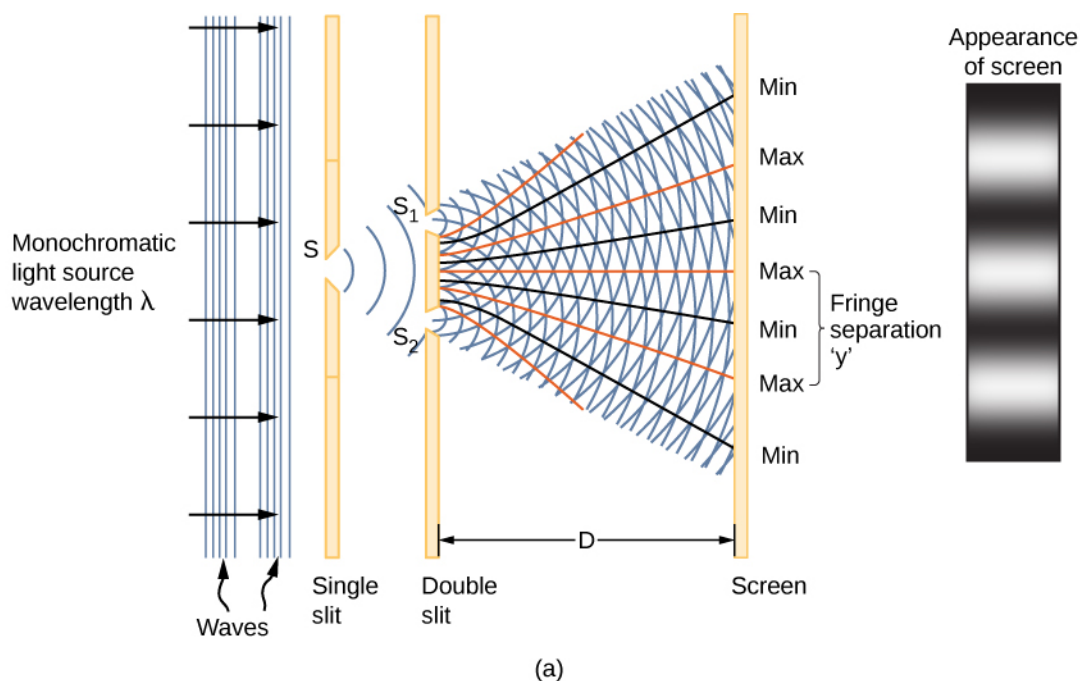 Monochromatic
light source
wavelength λ
Waves
S
Single
slit
S₁
S₂
Double
slit
D
Min
Max
Min
Max
Min
Max
Min
Fringe
separation
‘y’
Screen
Appearance
of screen
(a)